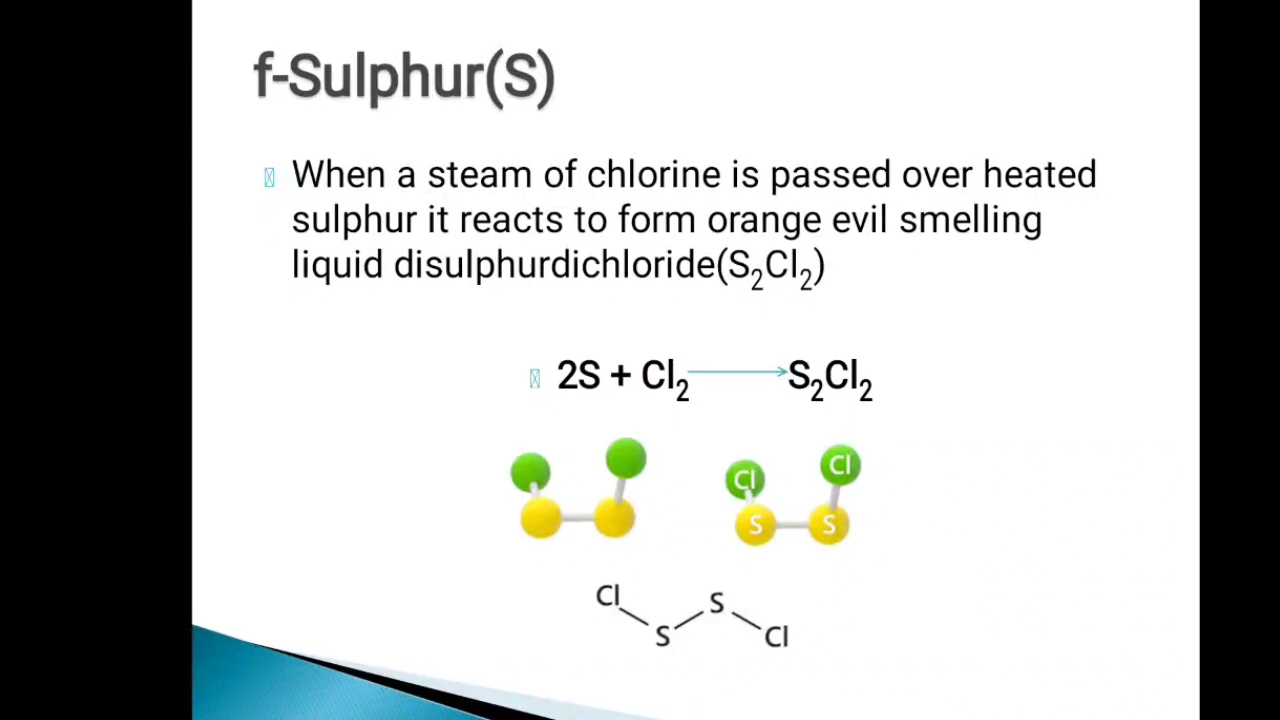 f-Sulphur(S)
When a steam of chlorine is passed over heated
sulphur it reacts to form orange evil smelling
liquid disulphurdichloride(S₂Cl₂)
2S + Cl₂ → S₂Cl₂
Cl Cl
S S
Cl S
S Cl